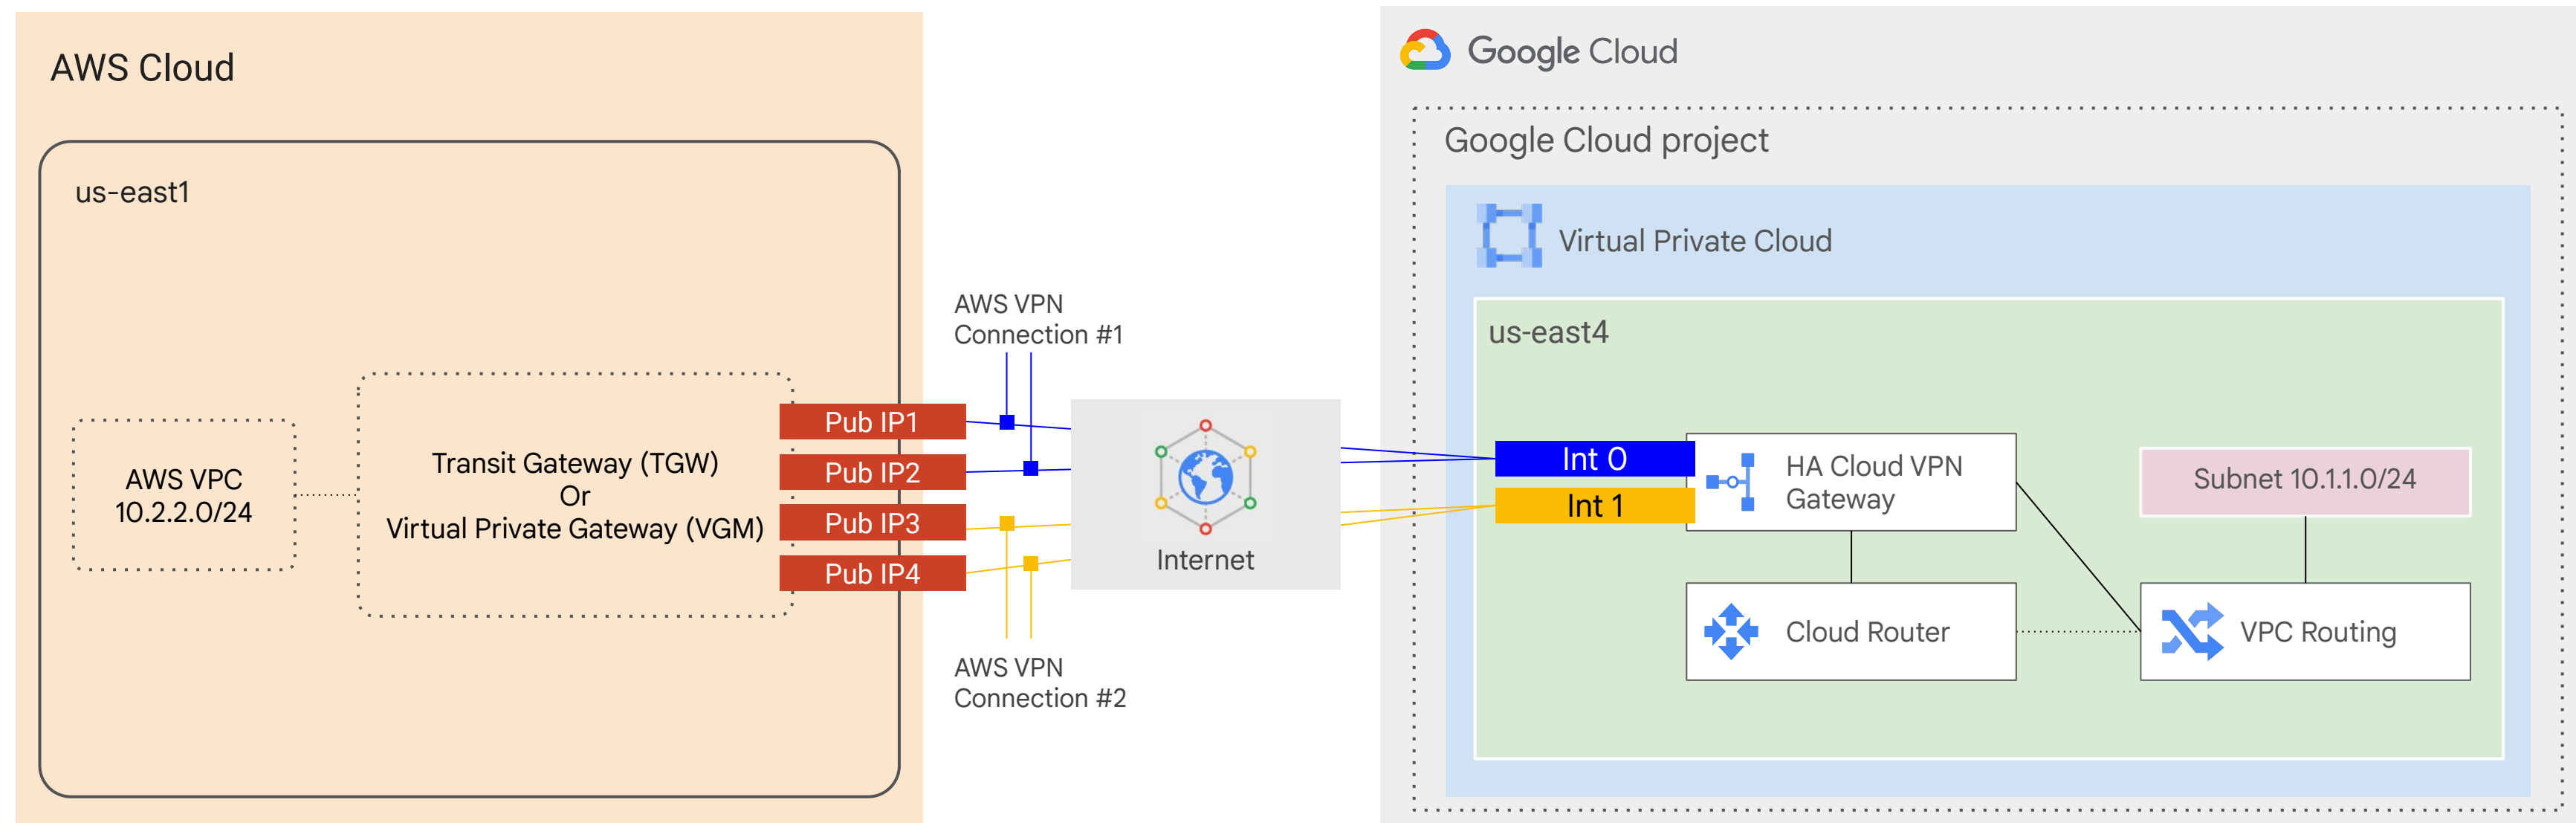 AWS Cloud
us-east1
AWS VPC
10.2.2.0/24
Transit Gateway (TGW)
Or
Virtual Private Gateway (VGM)
Pub IP1
Pub IP2
Pub IP3
Pub IP4
AWS VPN
Connection #1
AWS VPN
Connection #2
Internet
Google Cloud
Google Cloud project
Virtual Private Cloud
us-east4
Int 0
Int 1
HA Cloud VPN
Gateway
Subnet 10.1.1.0/24
Cloud Router
VPC Routing